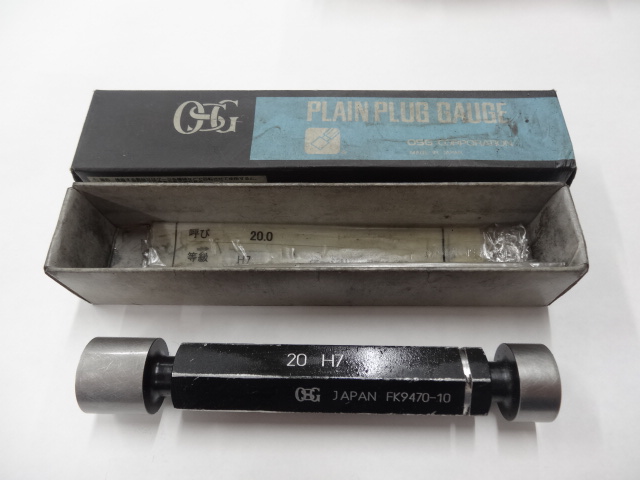 OSG
PLAIN PLUG GAUGE
OSG CORPORATION
呼び 20.0
等級 H7
20 H7
OSG JAPAN FK9470-10